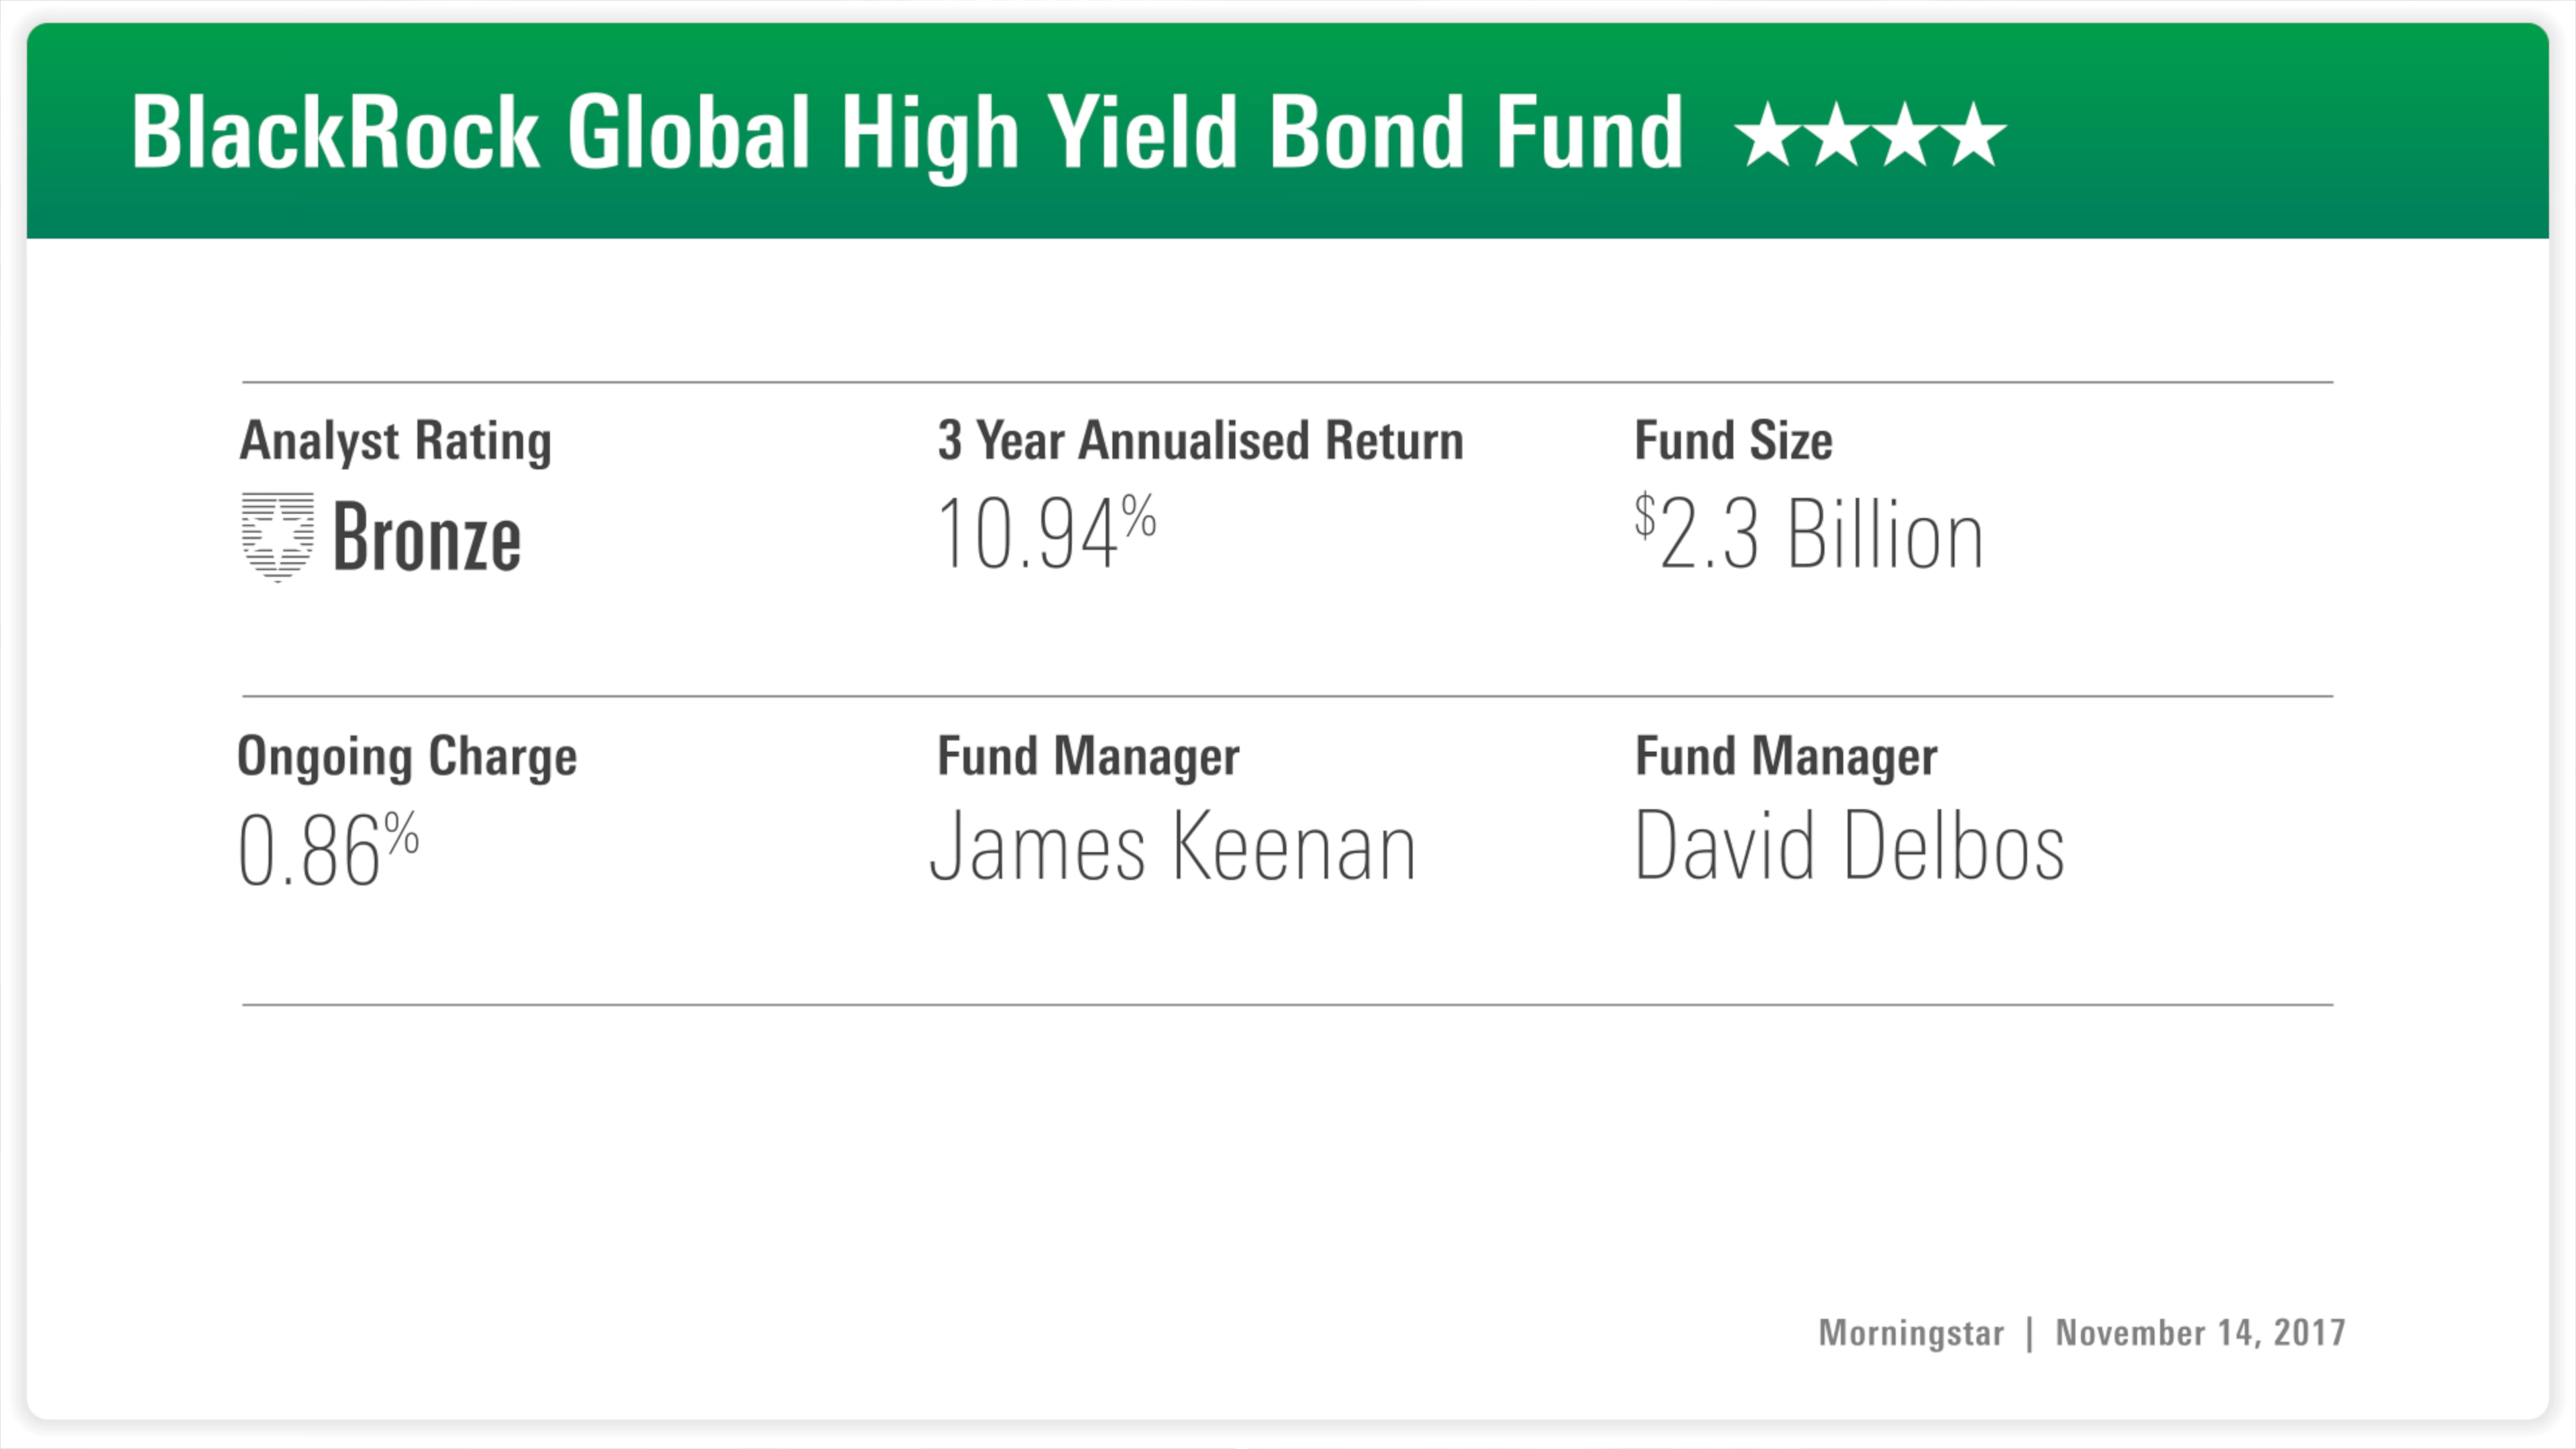 BlackRock Global High Yield Bond Fund ★★★★
Analyst Rating
Bronze
3 Year Annualised Return
10.94%
Fund Size
$2.3 Billion
Ongoing Charge
0.86%
Fund Manager
James Keenan
Fund Manager
David Delbos
Morningstar | November 14, 2017